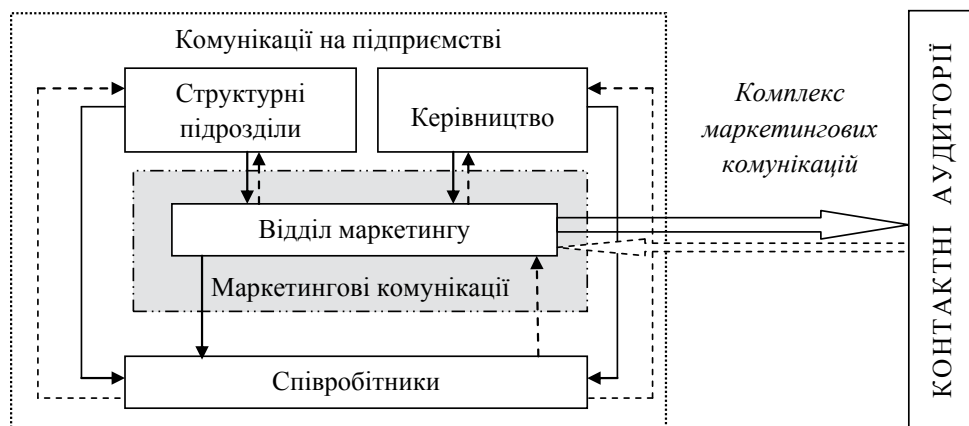 Комунікації на підприємстві
Структурні
підрозділи
Керівництво
Відділ маркетингу
Маркетингові комунікації
Співробітники
Комплекс
маркетингових
комунікацій
КОНТАКТНІ АУДИТОРІЇ